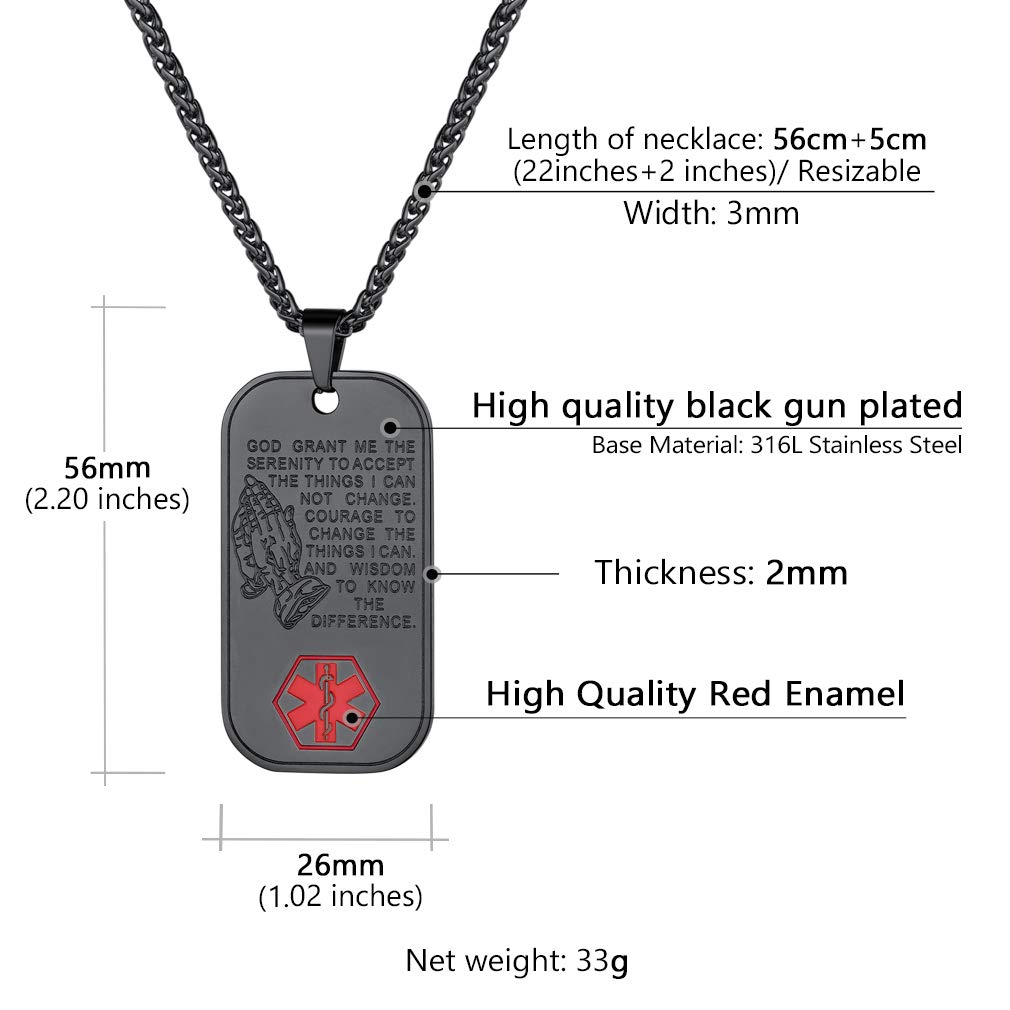 Length of necklace: 56cm+5cm
(22inches+2 inches)/ Resizable
Width: 3mm
High quality black gun plated
Base Material: 316L Stainless Steel
56mm
(2.20 inches)
GOD GRANT ME THE
SERENITY TO ACCEPT
THE THINGS I CAN
NOT CHANGE.
COURAGE TO
CHANGE THE
THINGS I CAN.
AND WISDOM
TO KNOW
THE
DIFFERENCE.
Thickness: 2mm
High Quality Red Enamel
26mm
(1.02 inches)
Net weight: 33g